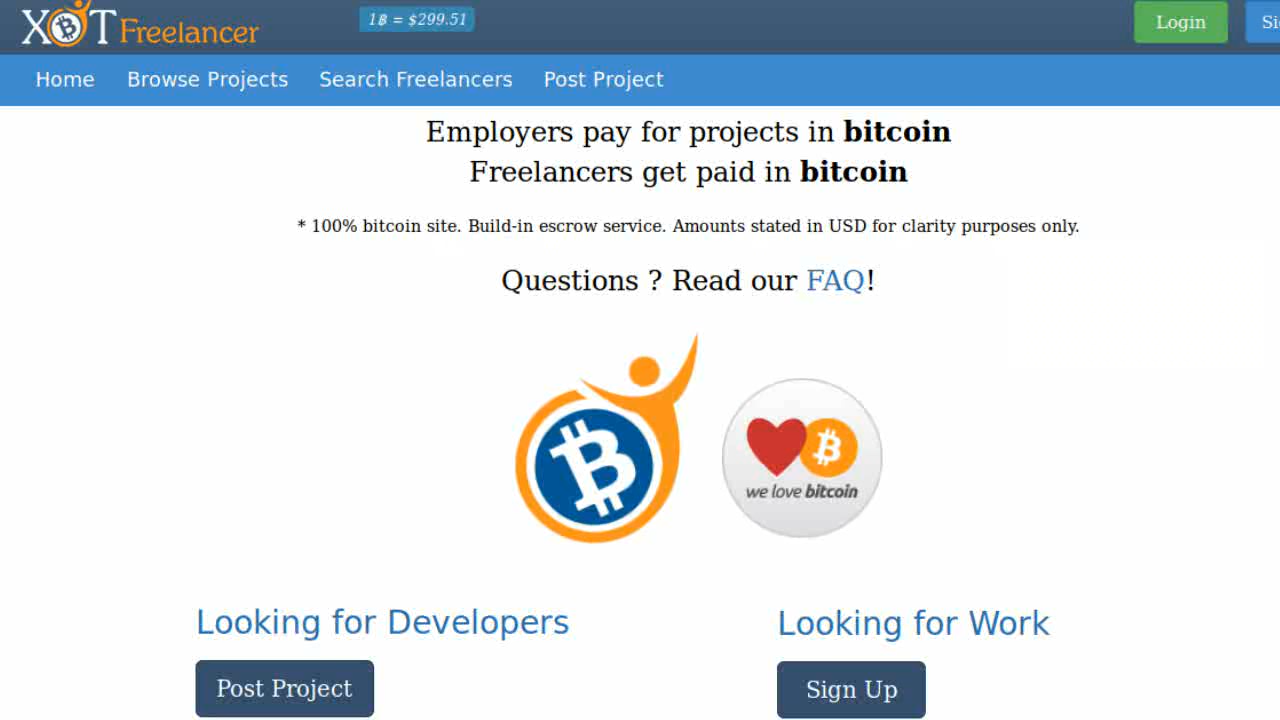 XBT Freelancer
1฿ = $299.51
Login
Home Browse Projects Search Freelancers Post Project
Employers pay for projects in bitcoin
Freelancers get paid in bitcoin
* 100% bitcoin site. Build-in escrow service. Amounts stated in USD for clarity purposes only.
Questions ? Read our FAQ!
we love bitcoin
Looking for Developers
Looking for Work
Post Project
Sign Up